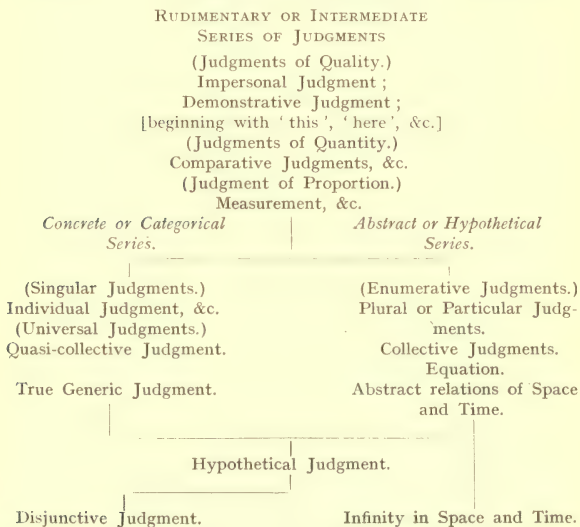 RUDIMENTARY OR INTERMEDIATE
SERIES OF JUDGMENTS
(Judgments of Quality.)
Impersonal Judgment ;
Demonstrative Judgment ;
[beginning with ‘ this ’, ‘ here ’, &c.]
(Judgments of Quantity.)
Comparative Judgments, &c.
(Judgment of Proportion.)
Measurement, &c.
Concrete or Categorical
Series.
(Singular Judgments.)
Individual Judgment, &c.
(Universal Judgments.)
Quasi-collective Judgment.
True Generic Judgment.
Abstract or Hypothetical
Series.
(Enumerative Judgments.)
Plural or Particular Judg-
ments.
Collective Judgments.
Equation.
Abstract relations of Space
and Time.
Hypothetical Judgment.
Disjunctive Judgment.
Infinity in Space and Time.